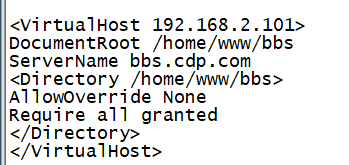 <VirtualHost 192.168.2.101>
DocumentRoot /home/www/bbs
ServerName bbs.cdp.com
<Directory /home/www/bbs>
AllowOverride None
Require all granted
</Directory>
</VirtualHost>